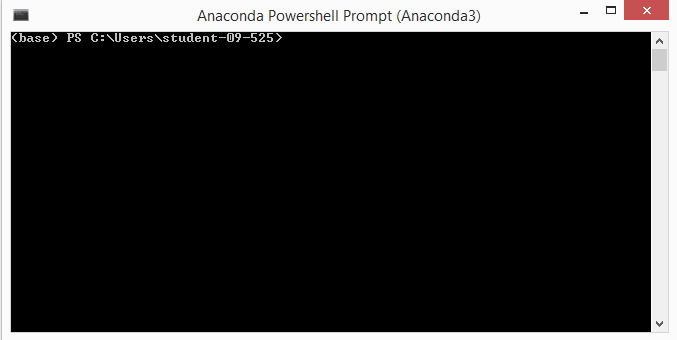 Anaconda Powershell Prompt (Anaconda3)
(base) PS C:\Users\student-09-525>